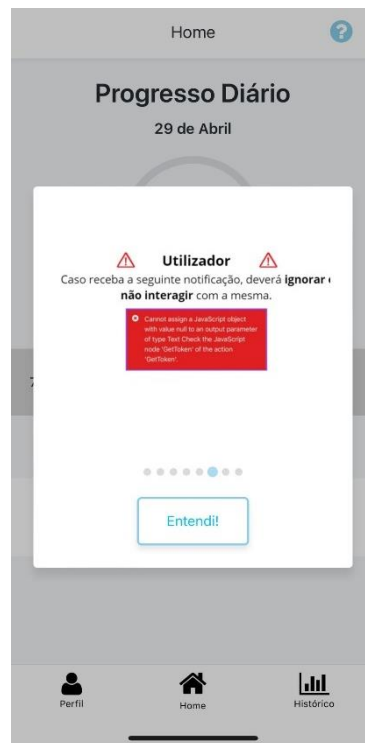 Home
?
Progresso Diário
29 de Abril
Utilizador
Caso receba a seguinte notificação, deverá ignorar e
não interagir com a mesma.
Cannot assign a JavaScript object
with value null to an output parameter
of type Text Check the JavaScript
node 'GetToken' of the action
'GetToken'.
7
Entendi!
Perfil
Home
Histórico